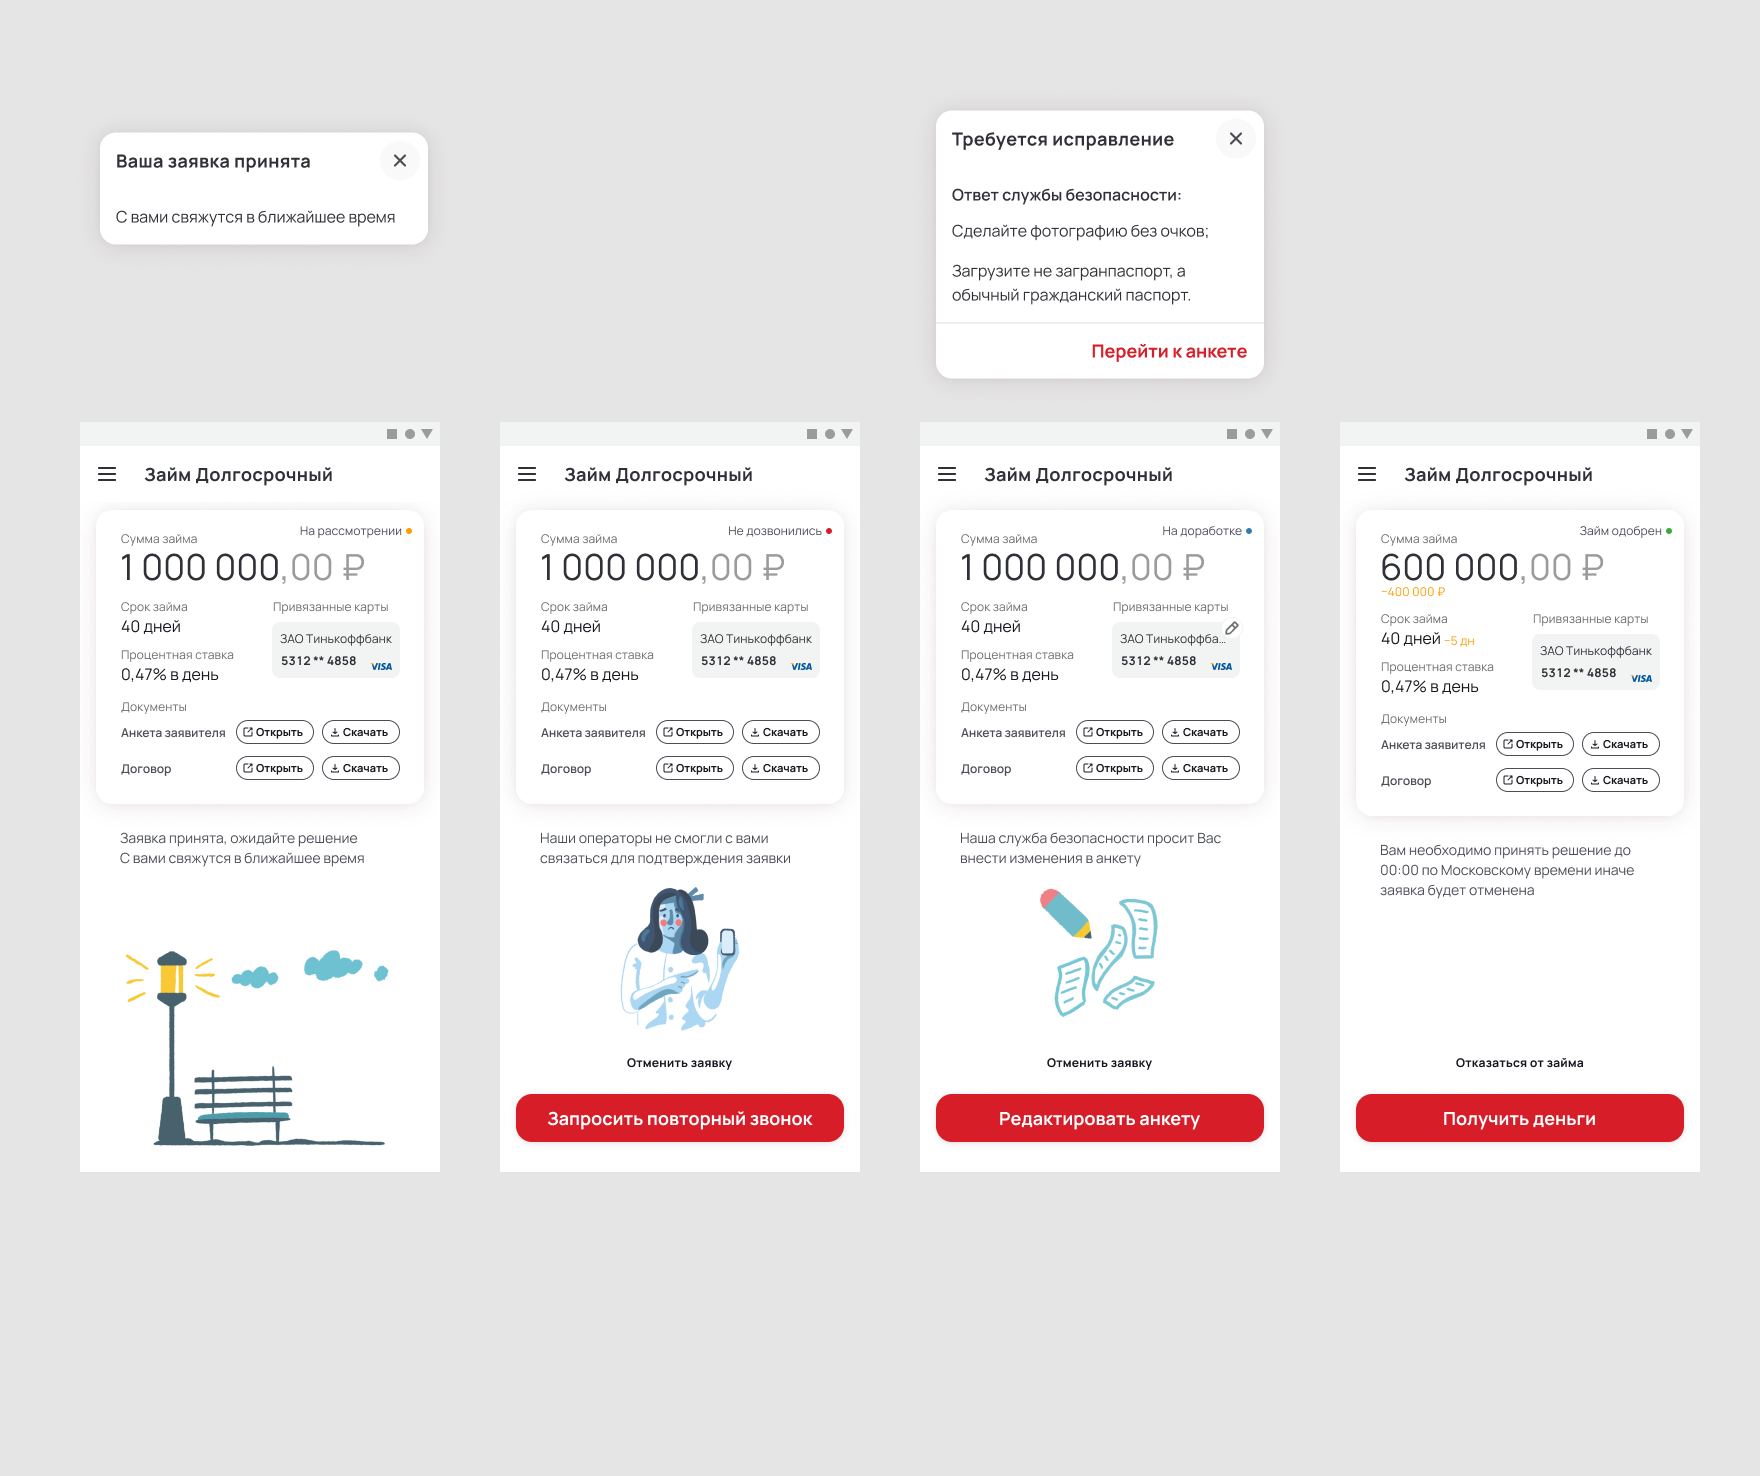 Ваша заявка принята
С вами свяжутся в ближайшее время
Требуется исправление
Ответ службы безопасности:
Сделайте фотографию без очков;
Загрузите не загранпаспорт, а
обычный гражданский паспорт.
Перейти к анкете
Займ Долгосрочный
На рассмотрении
Сумма займа
1 000 000,00 ₽
Срок займа
40 дней
Привязанные карты
ЗАО Тинькоффбанк
5312 ** 4858
VISA
Процентная ставка
0,47% в день
Документы
Анкета заявителя
Открыть
Скачать
Договор
Открыть
Скачать
Заявка принята, ожидайте решение
С вами свяжутся в ближайшее время
Займ Долгосрочный
Не дозвонились
Сумма займа
1 000 000,00 ₽
Срок займа
40 дней
Привязанные карты
ЗАО Тинькоффбанк
5312 ** 4858
VISA
Процентная ставка
0,47% в день
Документы
Анкета заявителя
Открыть
Скачать
Договор
Открыть
Скачать
Наши операторы не смогли с вами
связаться для подтверждения заявки
Отменить заявку
Запросить повторный звонок
Займ Долгосрочный
На доработке
Сумма займа
1 000 000,00 ₽
Срок займа
40 дней
Привязанные карты
ЗАО Тинькоффба...
5312 ** 4858
VISA
Процентная ставка
0,47% в день
Документы
Анкета заявителя
Открыть
Скачать
Договор
Открыть
Скачать
Наша служба безопасности просит Вас
внести изменения в анкету
Отменить заявку
Редактировать анкету
Займ Долгосрочный
Займ одобрен
Сумма займа
600 000,00 ₽
−400 000 ₽
Срок займа
40 дней −5 дн
Привязанные карты
ЗАО Тинькоффбанк
5312 ** 4858
VISA
Процентная ставка
0,47% в день
Документы
Анкета заявителя
Открыть
Скачать
Договор
Открыть
Скачать
Вам необходимо принять решение до
00:00 по Московскому времени иначе
заявка будет отменена
Отказаться от займа
Получить деньги